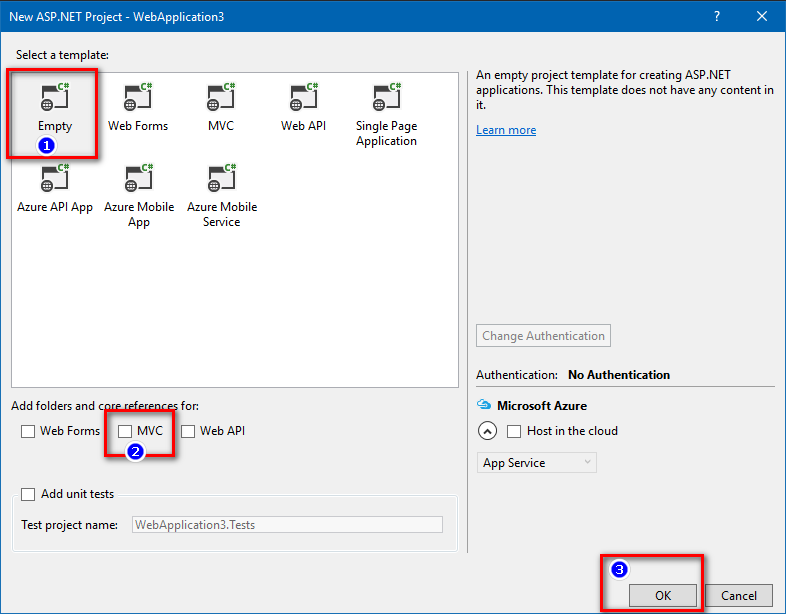 New ASP.NET Project - WebApplication3
?
Select a template:
C# C# C# C# C#
Empty Web Forms MVC Web API Single Page
Application
1
C# C# C#
Azure API App Azure Mobile Azure Mobile
App Service
An empty project template for creating ASP.NET
applications. This template does not have any content in
it.
Learn more
Change Authentication
Authentication: No Authentication
Microsoft Azure
Host in the cloud
App Service
Add folders and core references for:
Web Forms MVC Web API
2
Add unit tests
Test project name: WebApplication3.Tests
3
OK Cancel